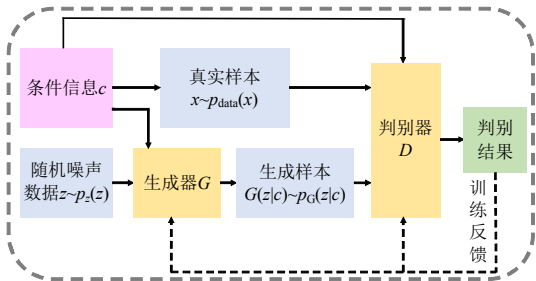 条件信息c
真实样本
x~pdata(x)
随机噪声
数据z~pz(z)
生成器G
生成样本
G(z|c)~pG(z|c)
判别器
D
判别
结果
训练反馈